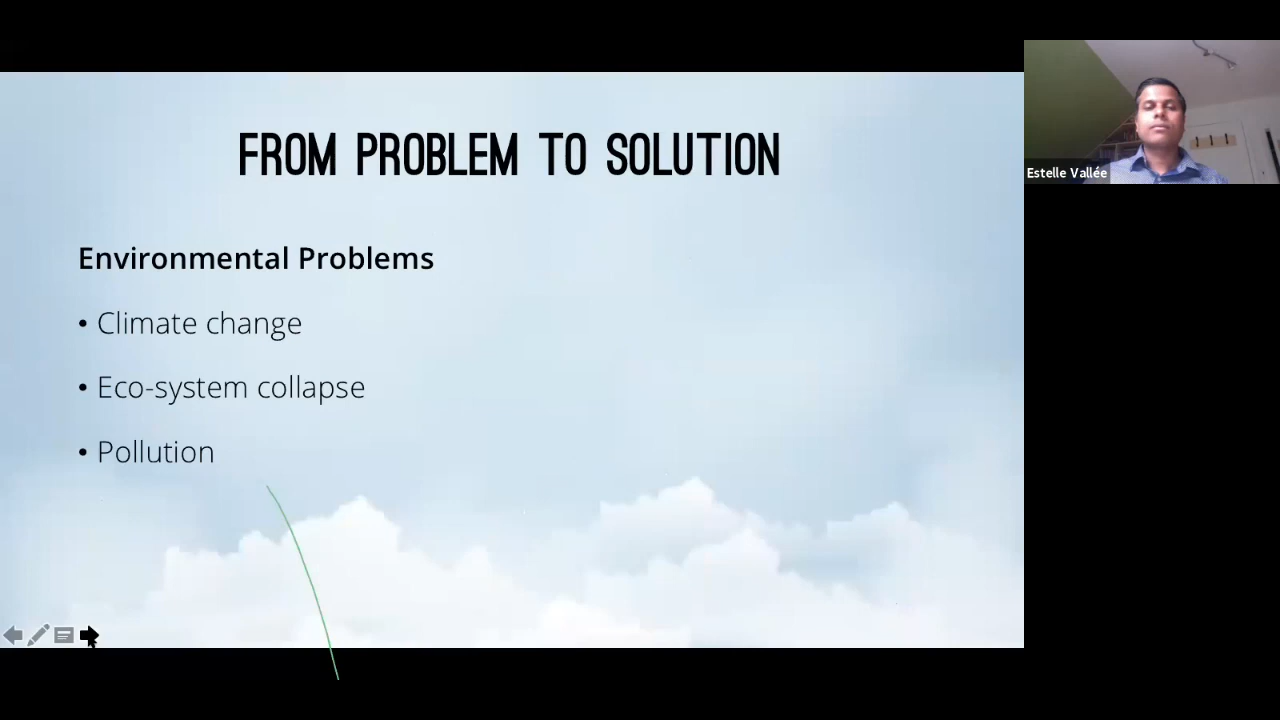 FROM PROBLEM TO SOLUTION
Environmental Problems
• Climate change
• Eco-system collapse
• Pollution
Estelle Vallée